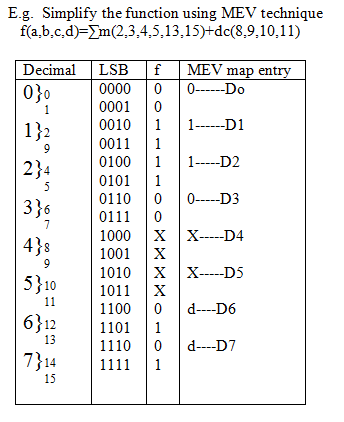 E.g. Simplify the function using MEV technique
f(a,b,c,d)=∑m(2,3,4,5,13,15)+dc(8,9,10,11)
Decimal LSB f MEV map entry
0}0 0000 0 0------Do
1 0001 0
1}2 0010 1 1------D1
9 0011 1
2}4 0100 1 1-----D2
5 0101 1
3}6 0110 0 0-----D3
7 0111 0
4}8 1000 X X-----D4
9 1001 X
5}10 1010 X X-----D5
11 1011 X
6}12 1100 0 d----D6
13 1101 1
7}14 1110 0 d----D7
15 1111 1